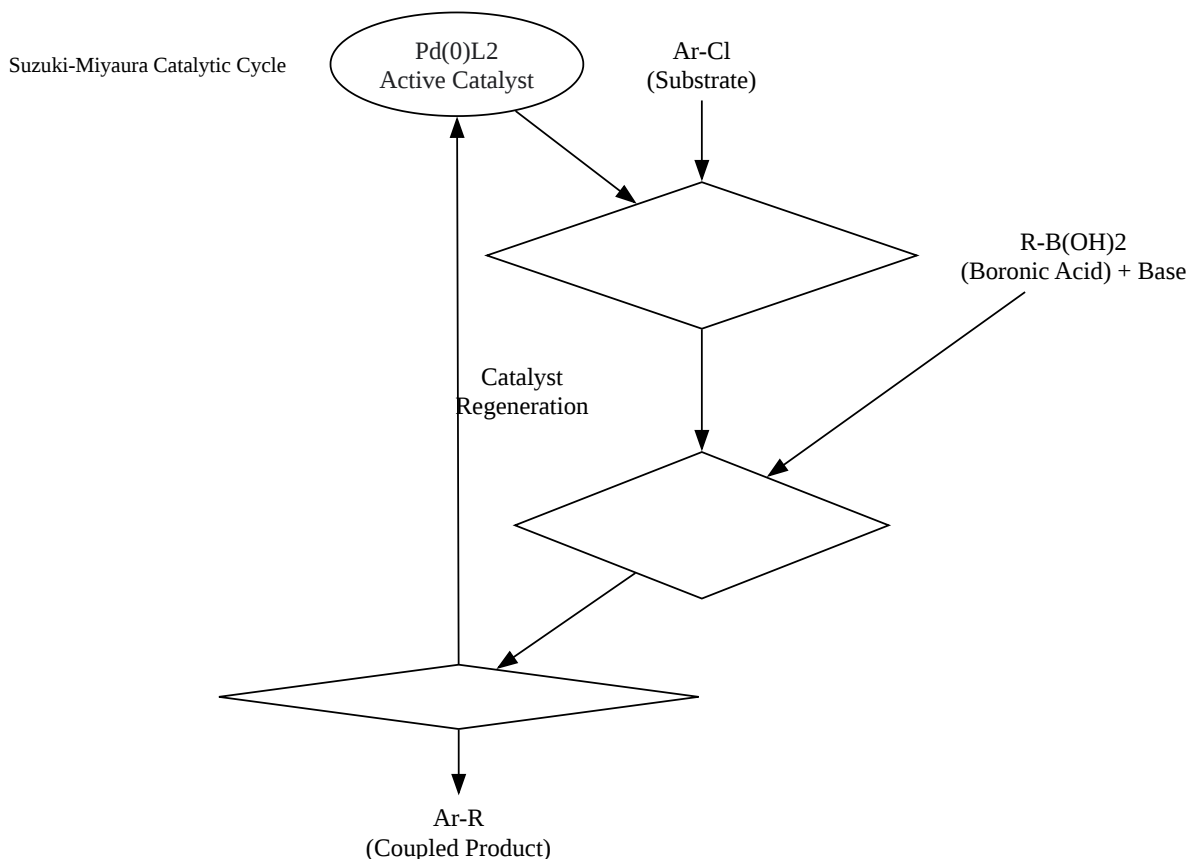 Suzuki-Miyaura Catalytic Cycle
Pd(0)L2
Active Catalyst
Ar-Cl
(Substrate)
R-B(OH)2
(Boronic Acid) + Base
Catalyst
Regeneration
Ar-R
(Coupled Product)